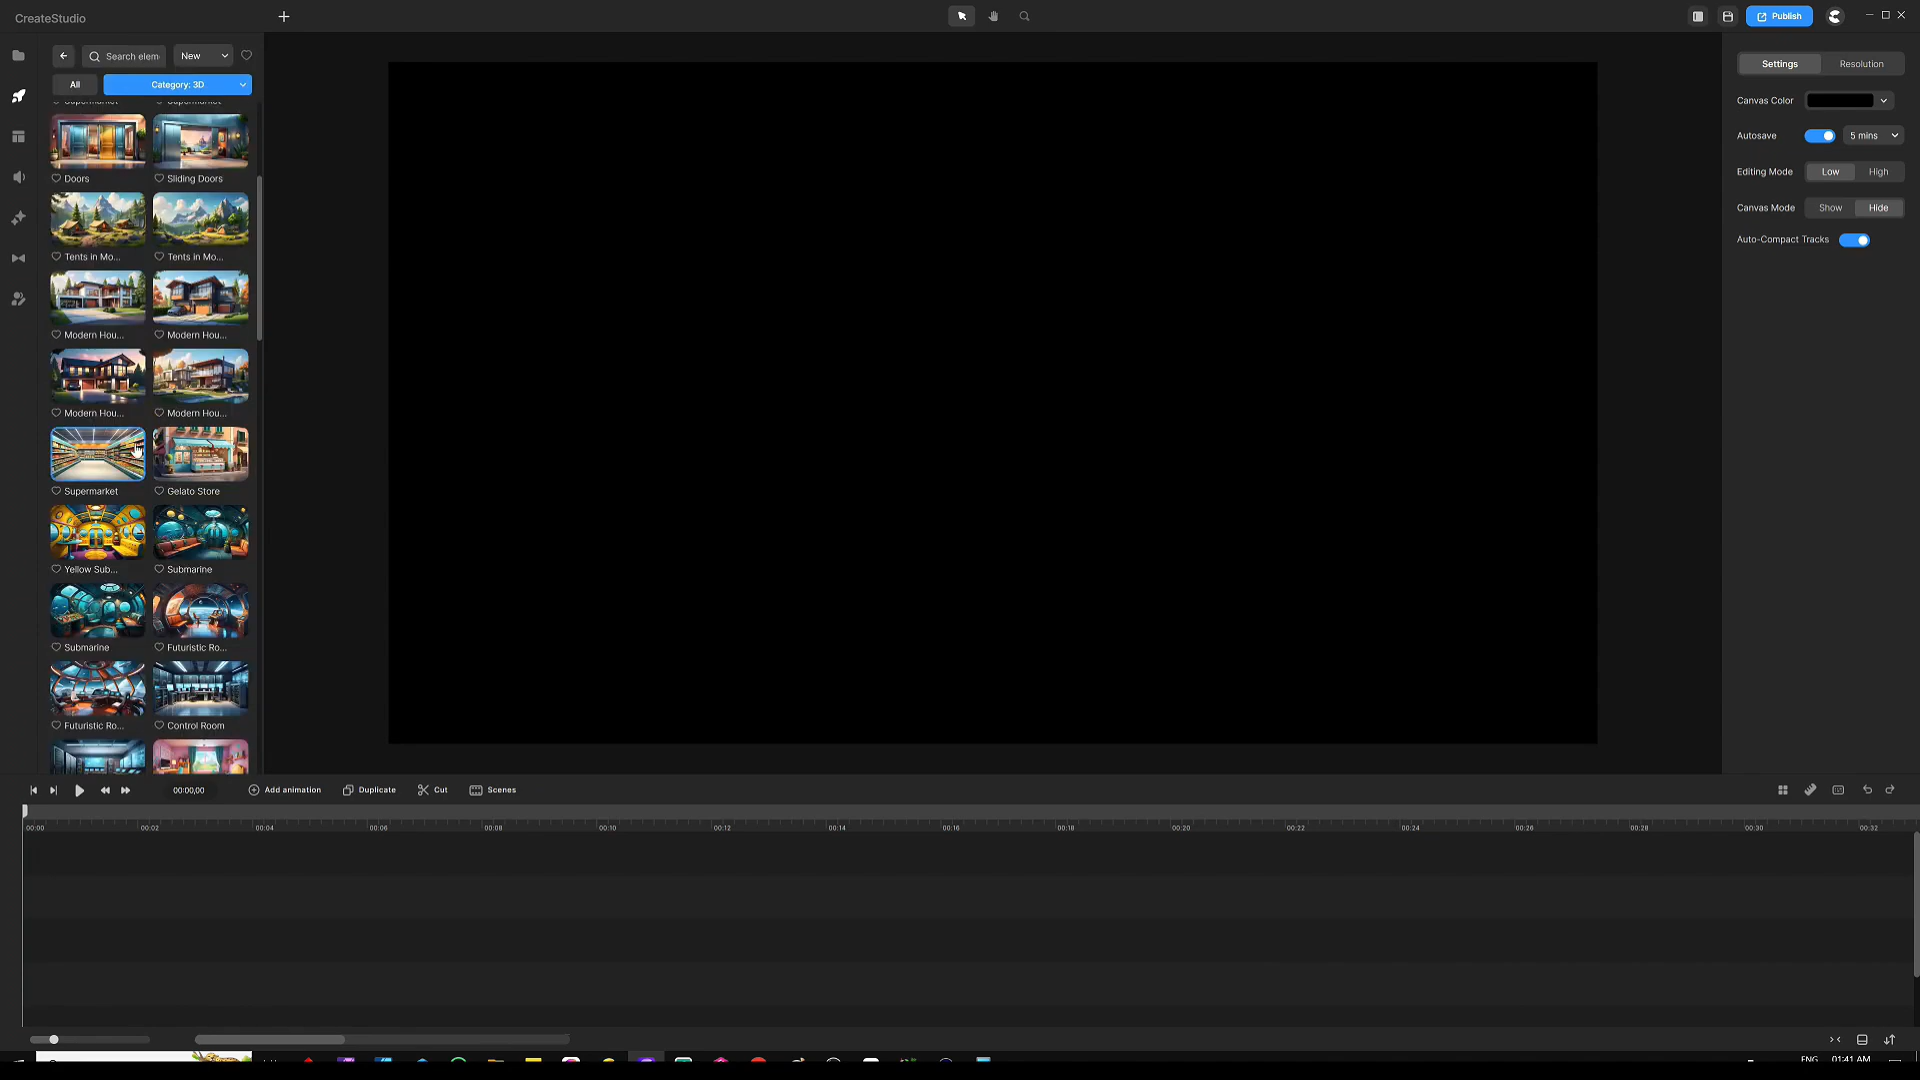 CreateStudio
Publish
Search elem
New
All
Category: 3D
Supermarket
Supermarket
Doors
Sliding Doors
Tents in Mo...
Tents in Mo...
Modern Hou...
Modern Hou...
Modern Hou...
Modern Hou...
Supermarket
Gelato Store
Yellow Sub...
Submarine
Submarine
Futuristic Ro...
Futuristic Ro...
Control Room
Settings
Resolution
Canvas Color
Autosave
5 mins
Editing Mode
Low
High
Canvas Mode
Show
Hide
Auto-Compact Tracks
00:00,00
Add animation
Duplicate
Cut
Scenes
00:00 00:02 00:04 00:06 00:08 00:10 00:12 00:14 00:16 00:18 00:20 00:22 00:24 00:26 00:28 00:30 00:32
ENG
01:41 AM